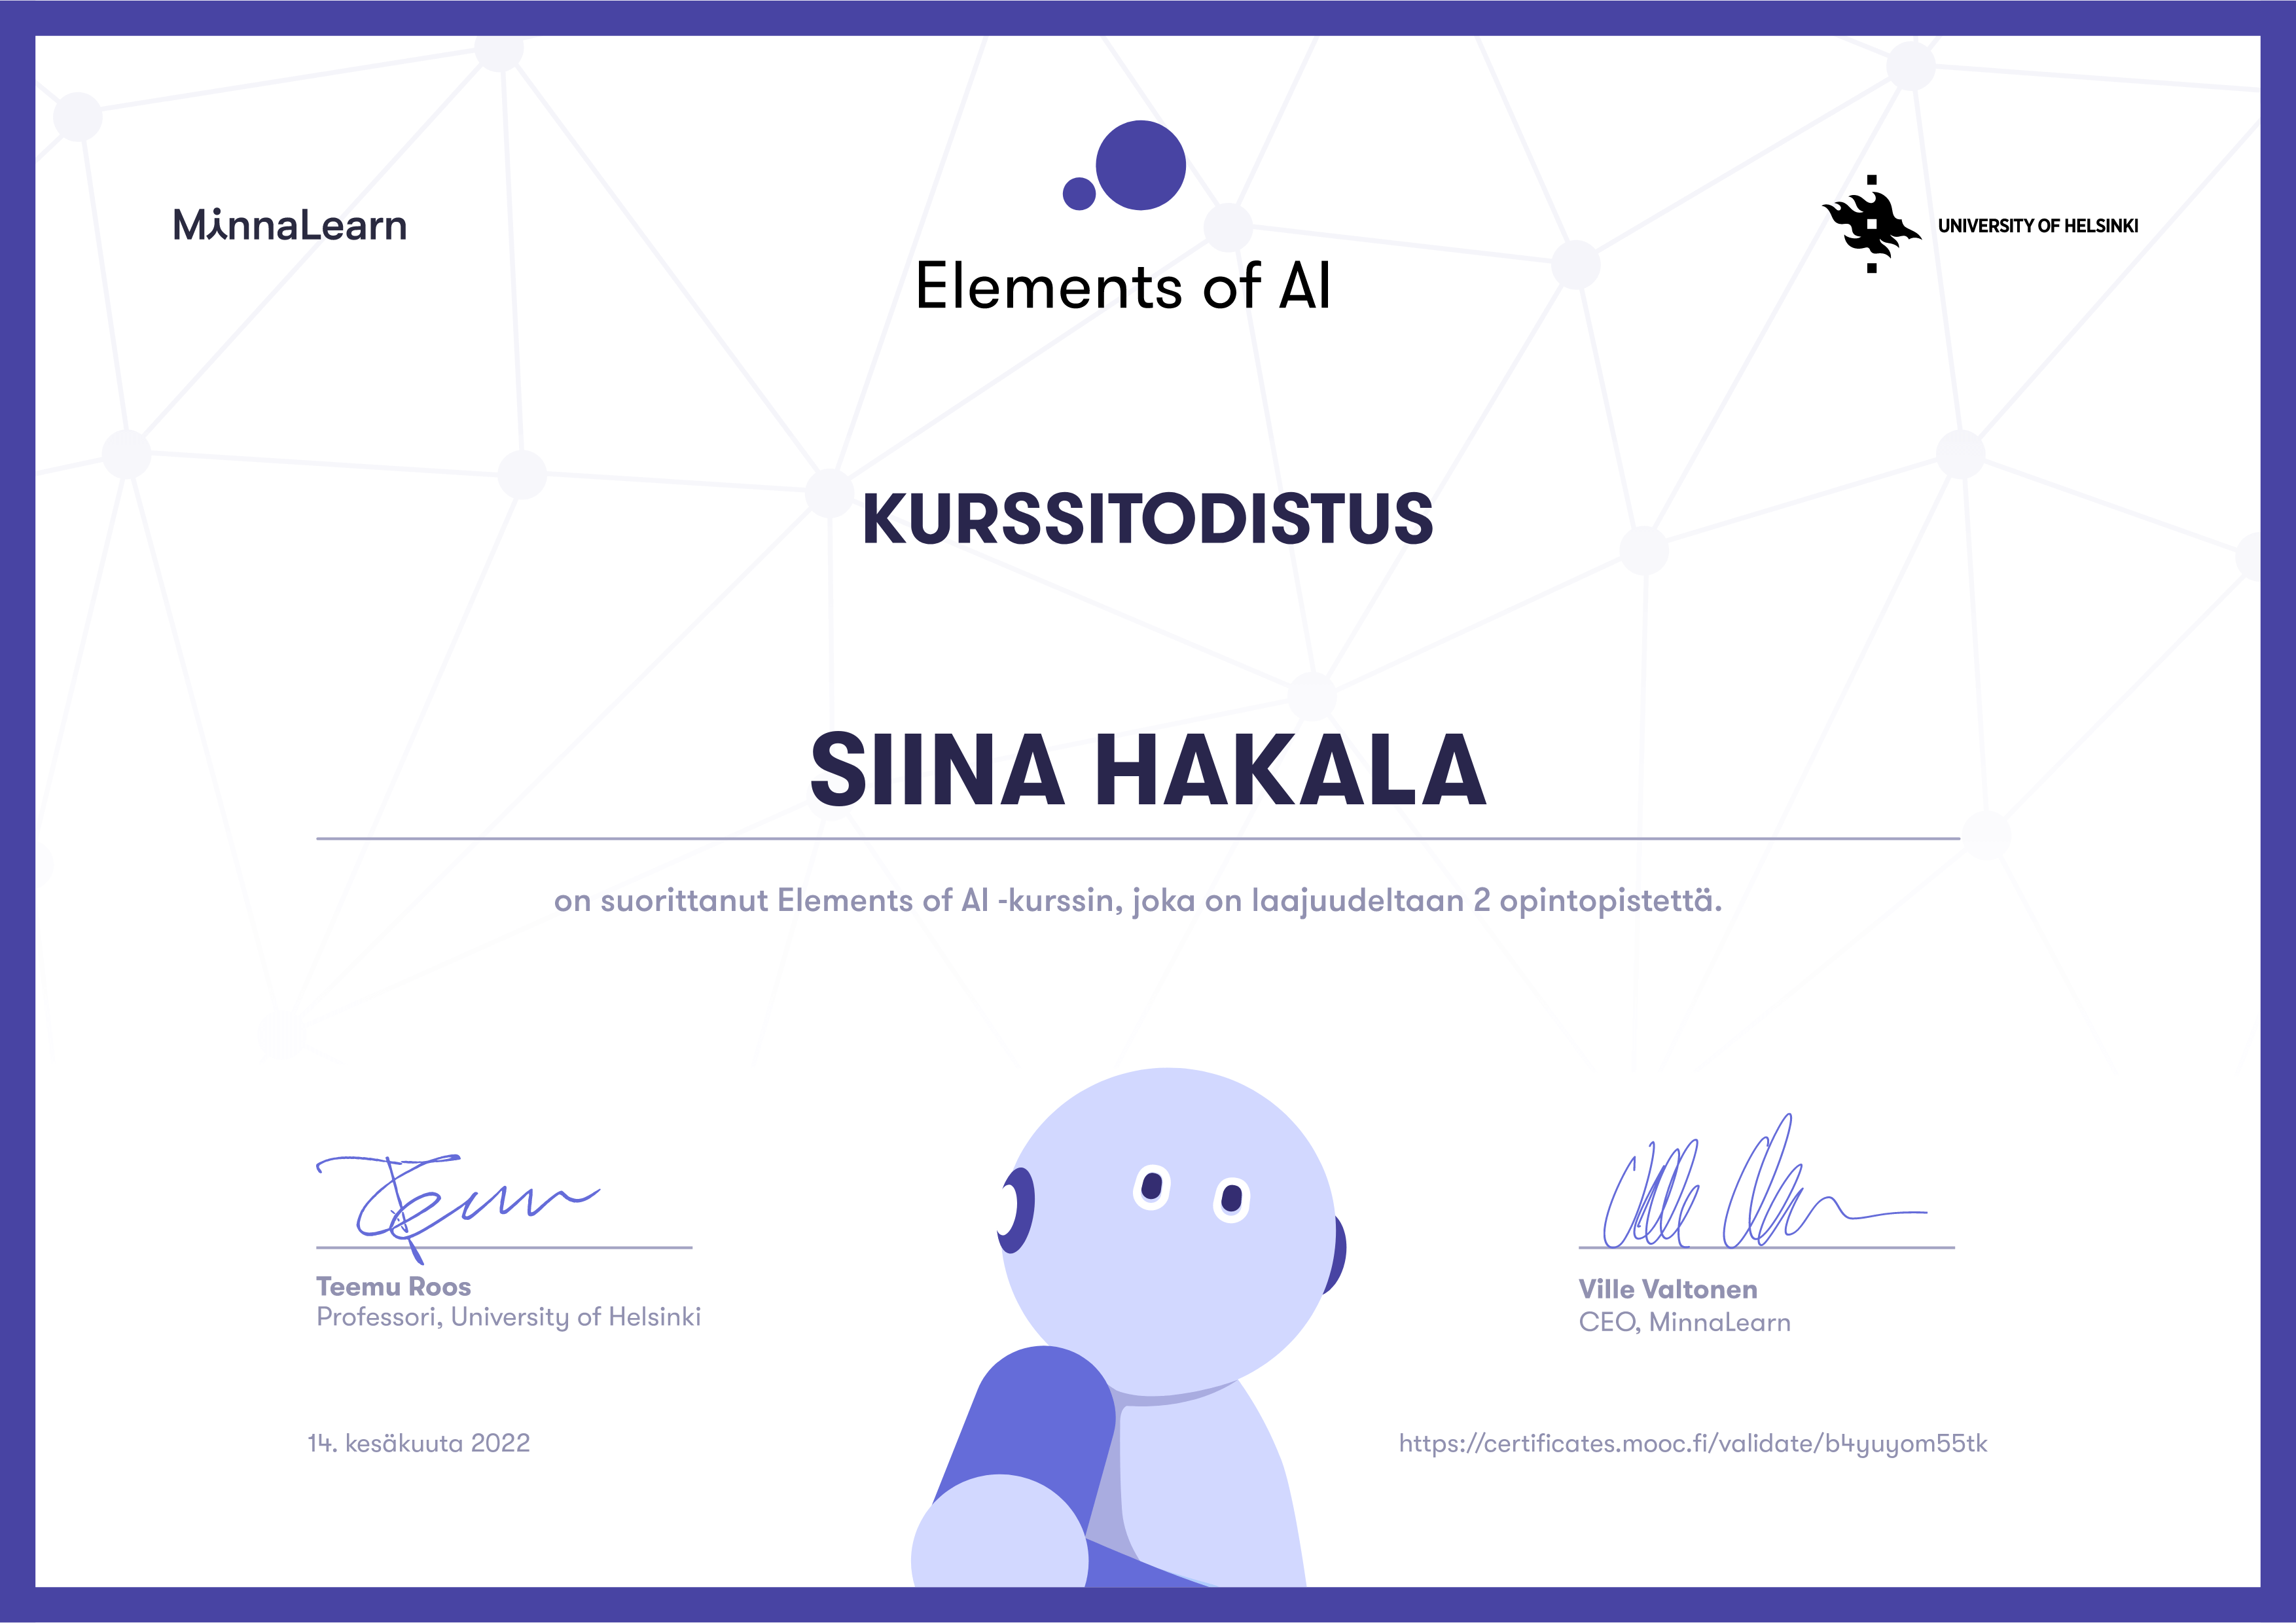 MinnaLearn
Elements of AI
UNIVERSITY OF HELSINKI
KURSSITODISTUS
SIINA HAKALA
on suorittanut Elements of AI -kurssin, joka on laajuudeltaan 2 opintopistettä.
Teemu Roos
Professori, University of Helsinki
Ville Valtonen
CEO, MinnaLearn
14. kesäkuuta 2022
https://certificates.mooc.fi/validate/b4yuyom55tk